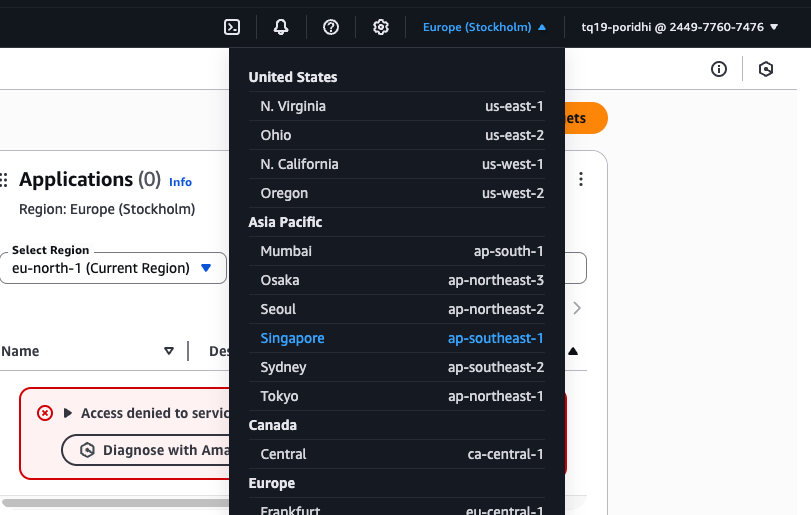 Europe (Stockholm) tq19-poridhi @ 2449-7760-7476
United States
N. Virginia us-east-1
Ohio us-east-2
N. California us-west-1
Oregon us-west-2
Asia Pacific
Mumbai ap-south-1
Osaka ap-northeast-3
Seoul ap-northeast-2
Singapore ap-southeast-1
Sydney ap-southeast-2
Tokyo ap-northeast-1
Canada
Central ca-central-1
Europe
Frankfurt eu-central-1
ets
Applications (0) Info
Region: Europe (Stockholm)
Select Region
eu-north-1 (Current Region)
Name Des
Access denied to servic
Diagnose with Ama